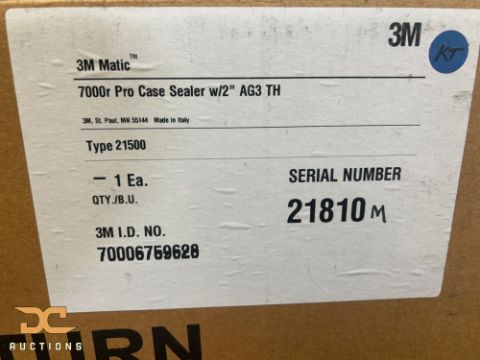 3M
KT
3M Matic™
7000r Pro Case Sealer w/2" AG3 TH
3M, St. Paul, MN 55144 Made in Italy
Type 21500
– 1 Ea.
QTY./B.U.
SERIAL NUMBER
21810 M
3M I.D. NO.
DC
AUCTIONS